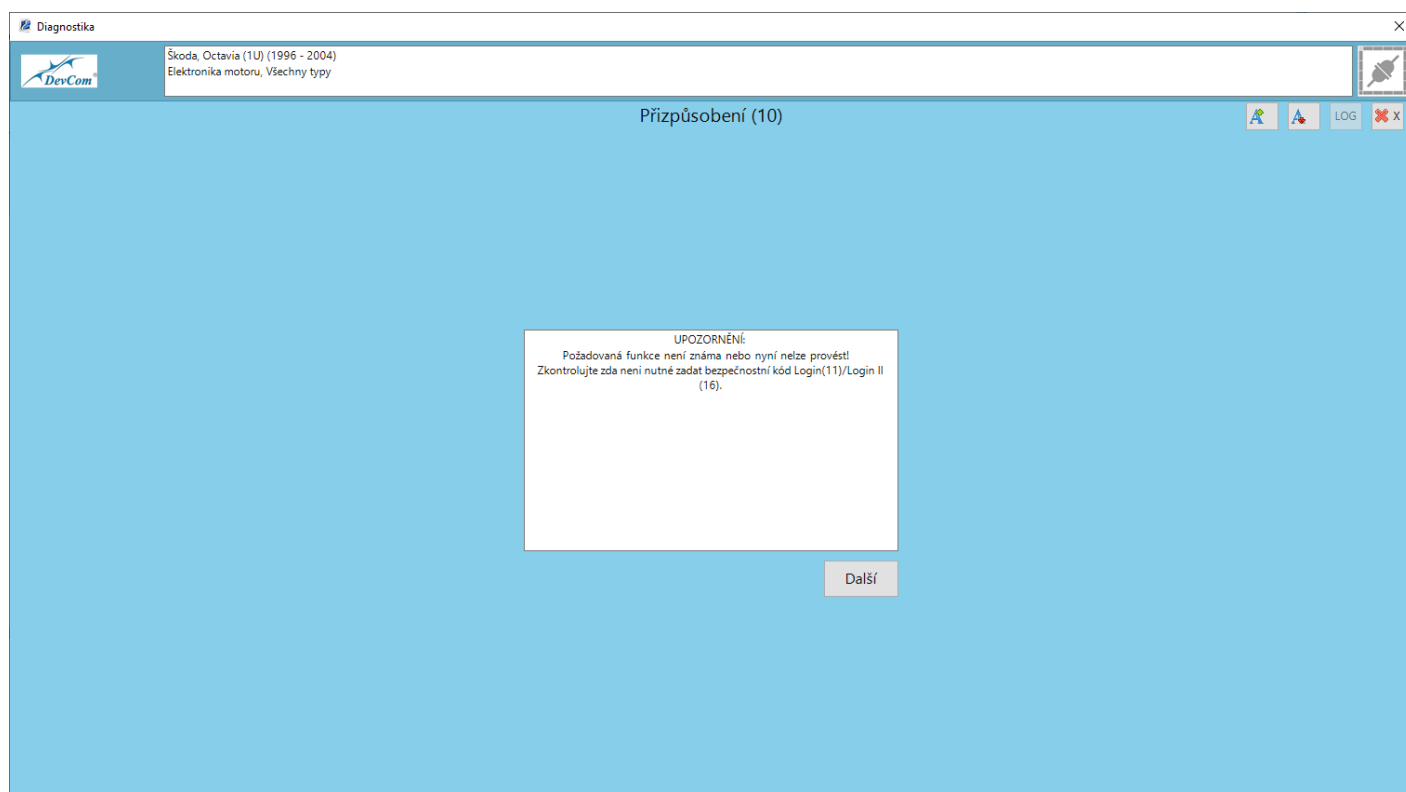 Diagnostika
DevCom
Škoda, Octavia (1U) (1996 - 2004)
Elektronika motoru, Všechny typy
Přizpůsobení (10)
LOG
X
UPOZORNĚNÍ:
Požadovaná funkce není známa nebo nyní nelze provést!
Zkontrolujte zda neni nutné zadat bezpečnostní kód Login(11)/Login II
(16).
Další